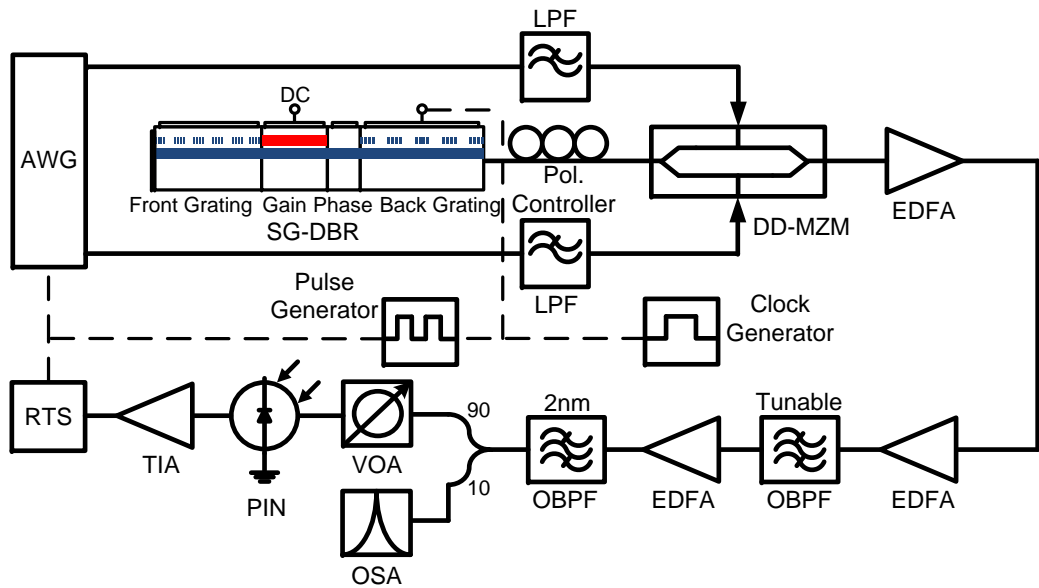 LPF
DC
AWG
Pol.
Controller
EDFA
Front Grating Gain Phase Back Grating
SG-DBR
DD-MZM
LPF
Pulse
Generator
Clock
Generator
RTS
TIA
PIN
VOA
90
10
OSA
2nm
OBPF
EDFA
Tunable
OBPF
EDFA